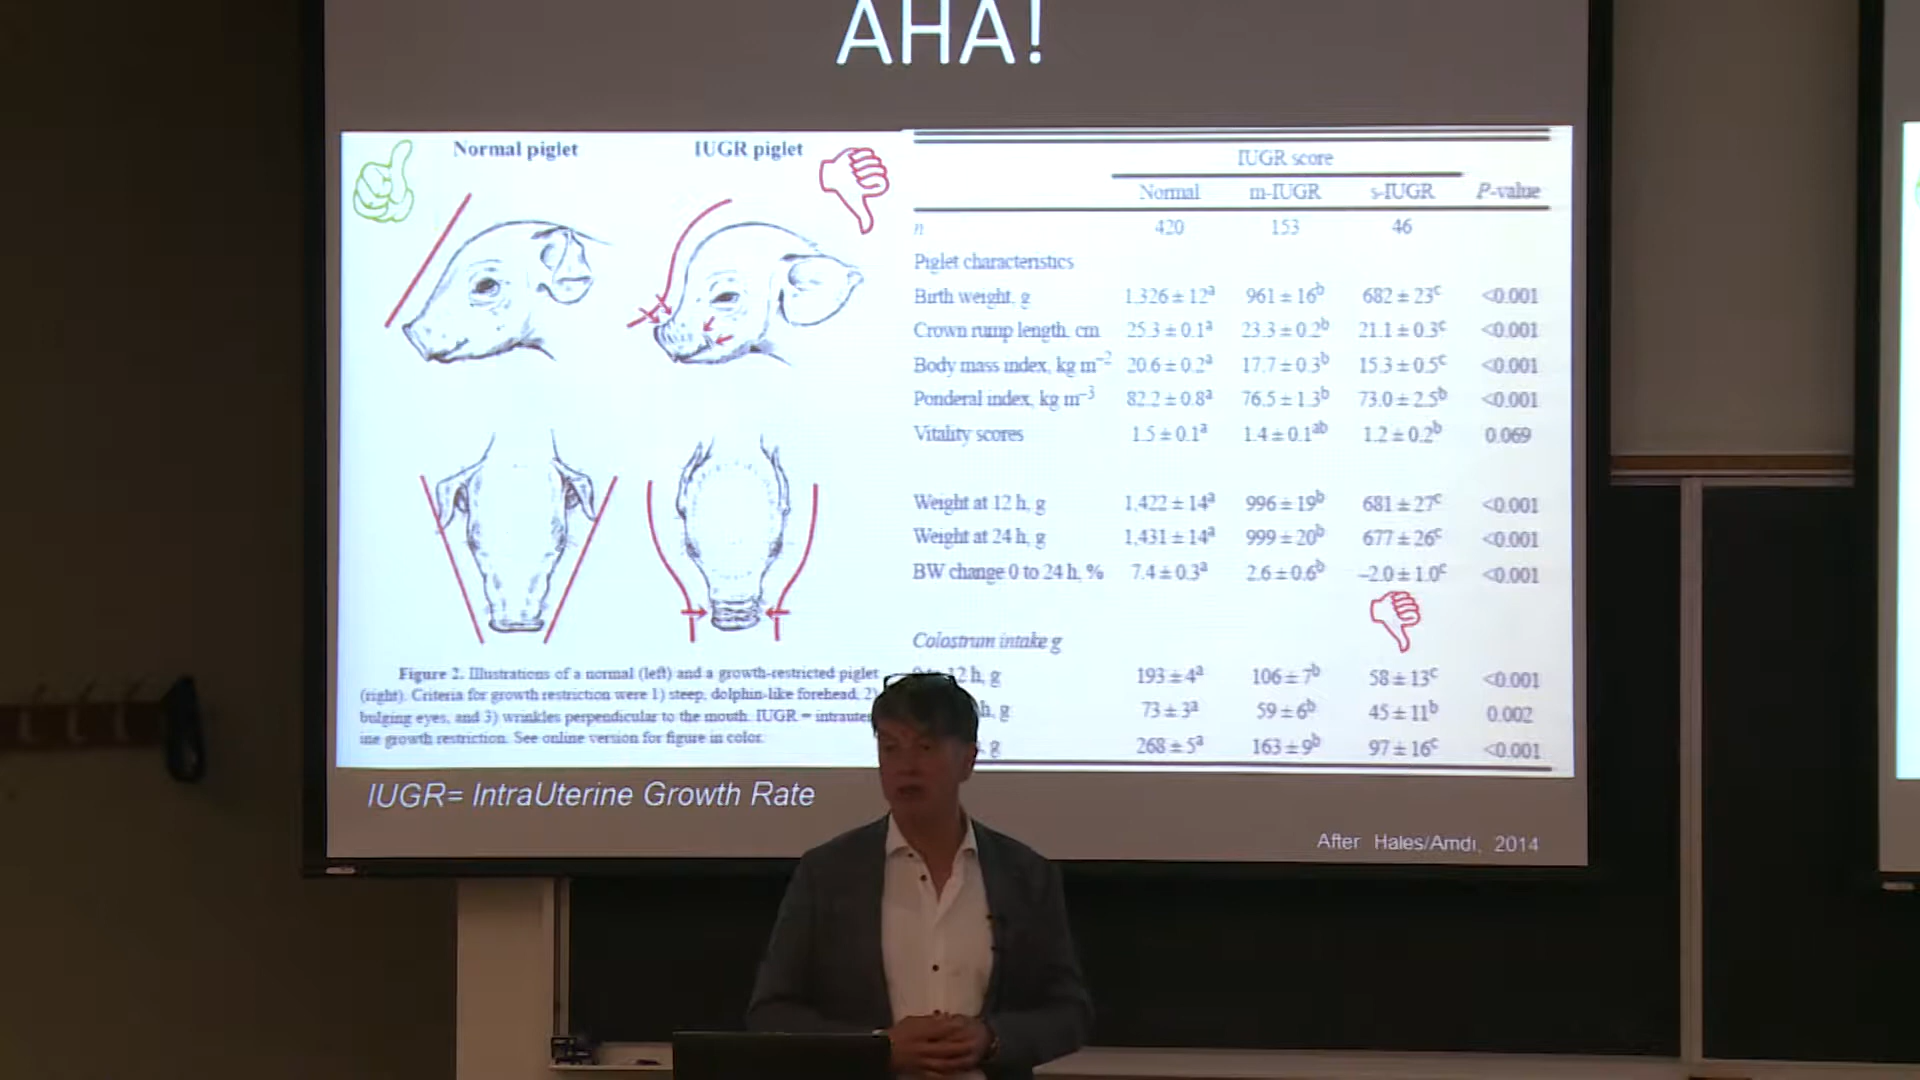 AHA!
Normal piglet
IUGR piglet
Figure 2. Illustrations of a normal (left) and a growth-restricted piglet
(right). Criteria for growth restriction were 1) steep, dolphin-like forehead, 2)
bulging eyes, and 3) wrinkles perpendicular to the mouth. IUGR = intrauter
ine growth restriction. See online version for figure in color.
IUGR score
Normal m-IUGR s-IUGR P-value
n 420 153 46
Piglet characteristics
Birth weight, g 1,326 ± 12a 961 ± 16b 682 ± 23c <0.001
Crown rump length, cm 25.3 ± 0.1a 23.3 ± 0.2b 21.1 ± 0.3c <0.001
Body mass index, kg m−2 20.6 ± 0.2a 17.7 ± 0.3b 15.3 ± 0.5c <0.001
Ponderal index, kg m−3 82.2 ± 0.8a 76.5 ± 1.3b 73.0 ± 2.5b <0.001
Vitality scores 1.5 ± 0.1a 1.4 ± 0.1ab 1.2 ± 0.2b 0.069
Weight at 12 h, g 1,422 ± 14a 996 ± 19b 681 ± 27c <0.001
Weight at 24 h, g 1,431 ± 14a 999 ± 20b 677 ± 26c <0.001
BW change 0 to 24 h, % 7.4 ± 0.3a 2.6 ± 0.6b −2.0 ± 1.0c <0.001
Colostrum intake g
12 h, g 193 ± 4a 106 ± 7b 58 ± 13c <0.001
h, g 73 ± 3a 59 ± 6b 45 ± 11b 0.002
g 268 ± 5a 163 ± 9b 97 ± 16c <0.001
IUGR= IntraUterine Growth Rate
After Hales/Amdi, 2014